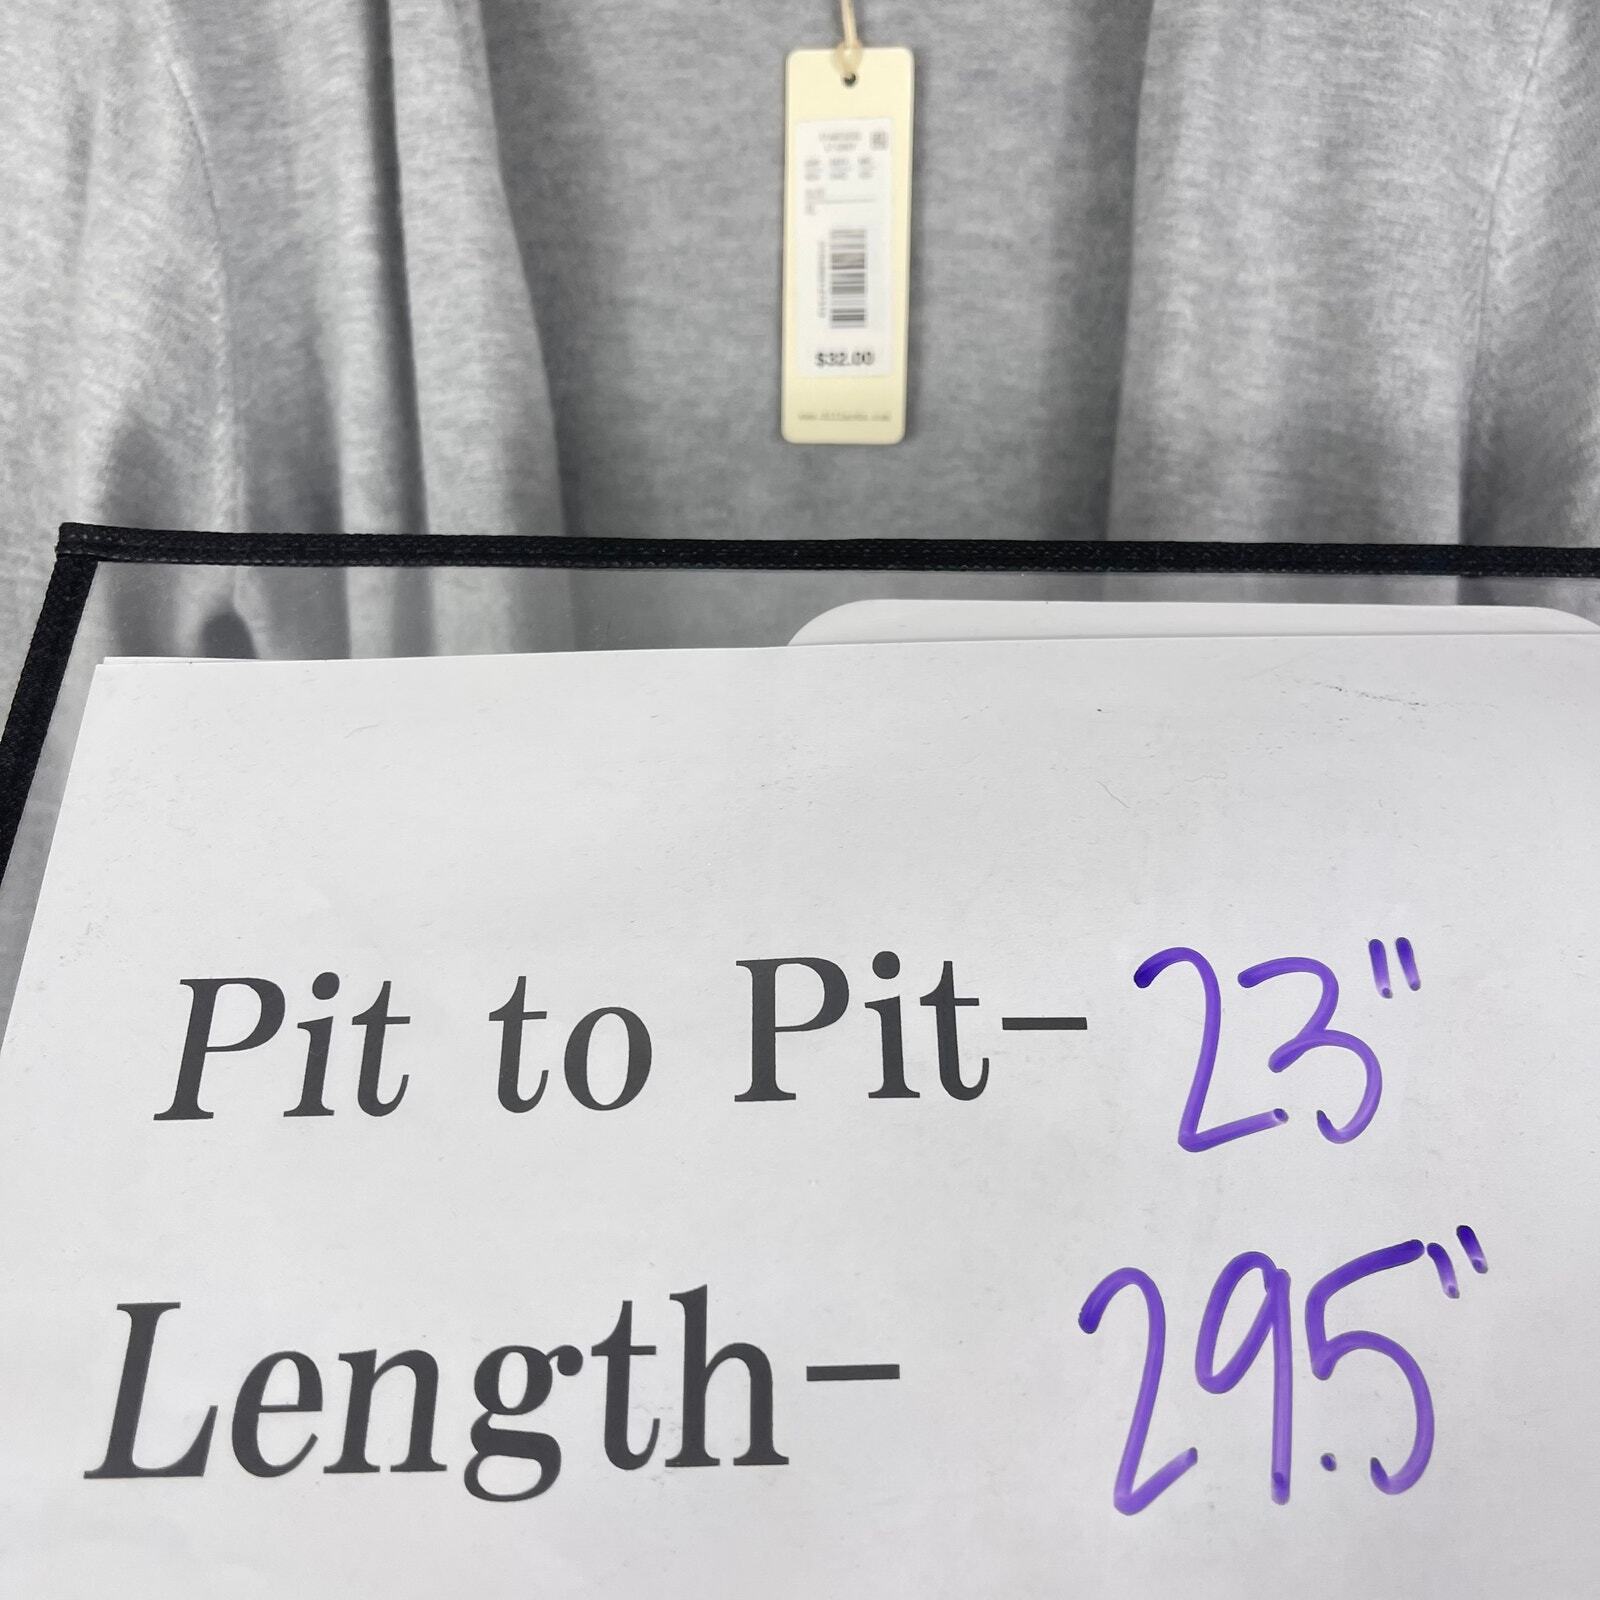 $32.00
Pit to Pit- 23"
Length- 29.5"